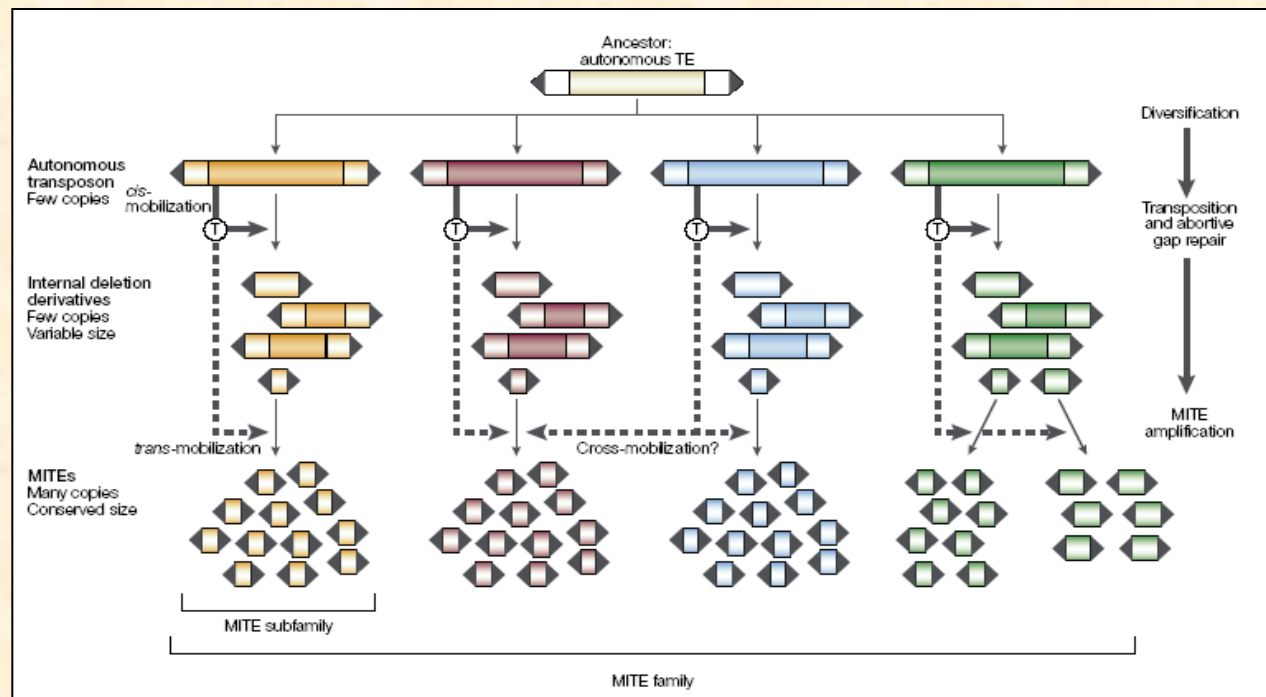 Ancestor:
autonomous TE
Diversification
Autonomous
transposon
Few copies
cis-
mobilization
T
T
T
T
Transposition
and abortive
gap repair
Internal deletion
derivatives
Few copies
Variable size
MITE
amplification
trans-mobilization
Cross-mobilization?
MITEs
Many copies
Conserved size
MITE subfamily
MITE family